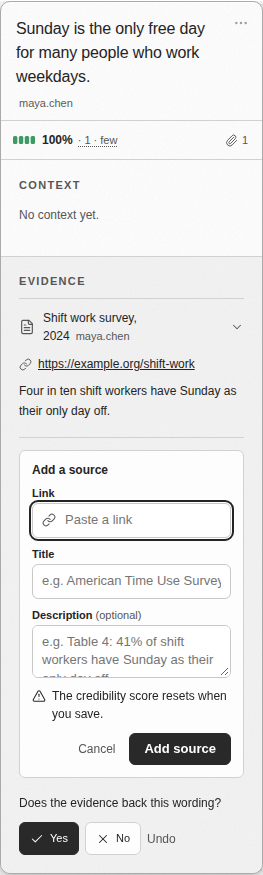 Sunday is the only free day
for many people who work
weekdays.
maya.chen
100% · 1 · few
1
CONTEXT
No context yet.
EVIDENCE
Shift work survey,
2024 maya.chen
https://example.org/shift-work
Four in ten shift workers have Sunday as
their only day off.
Add a source
Link
Paste a link
Title
e.g. American Time Use Survey
Description (optional)
e.g. Table 4: 41% of shift
workers have Sunday as their
only day off
The credibility score resets when
you save.
Cancel
Add source
Does the evidence back this wording?
Yes
No
Undo